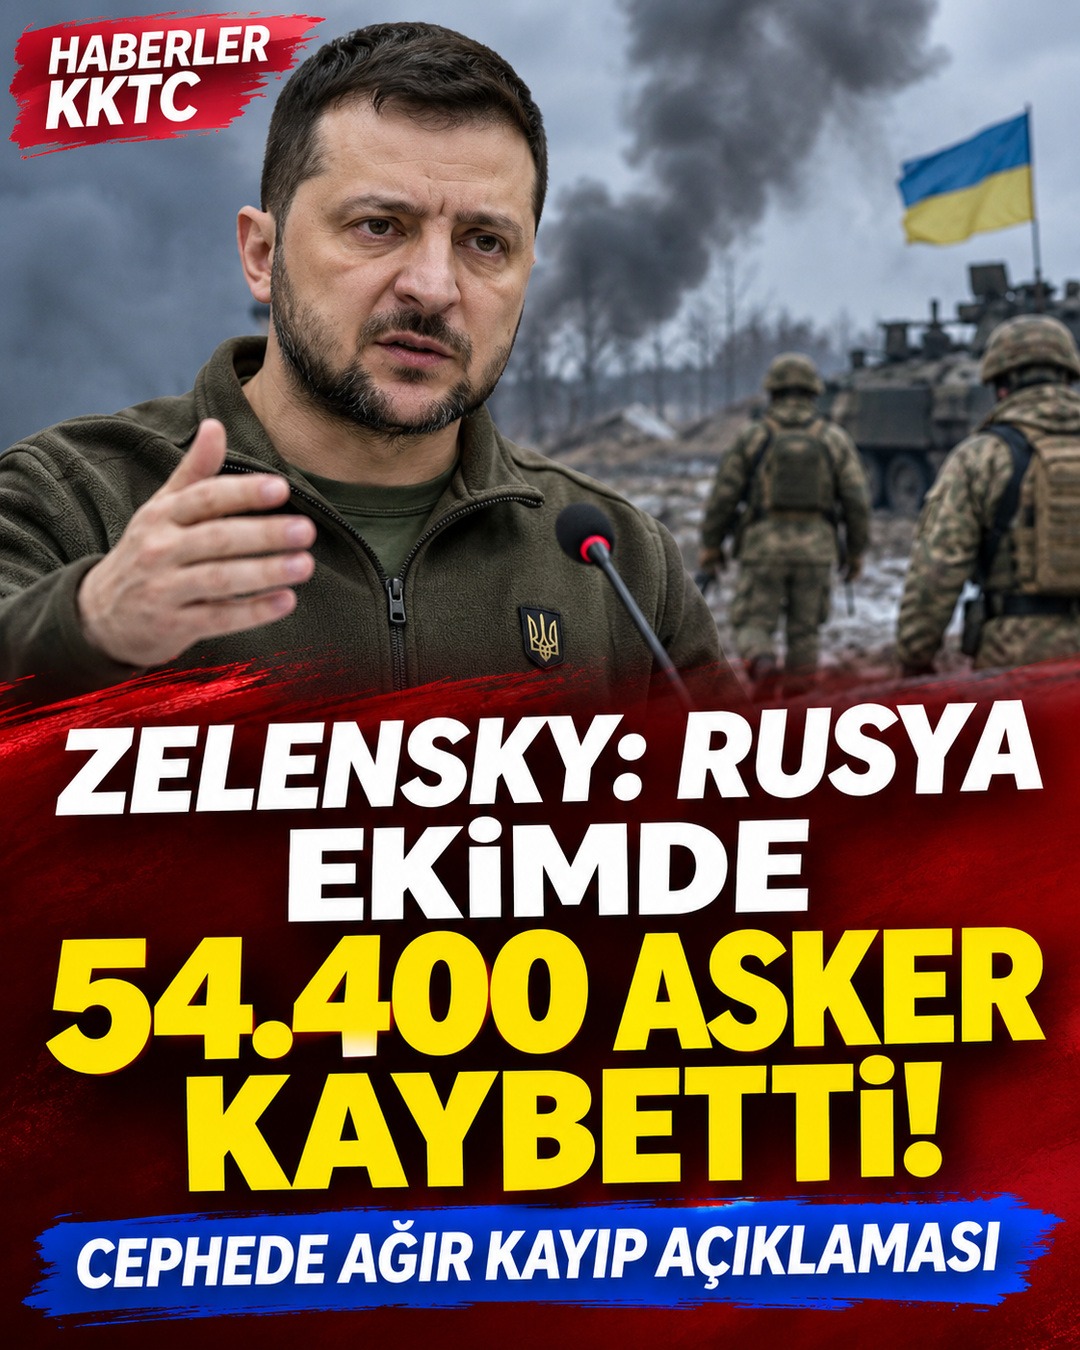 HABERLER
KKTC
ZELENSKY: RUSYA
EKİMDE
54.400 ASKER
KAYBETTİ!
CEPHEDE AĞIR KAYIP AÇIKLAMASI